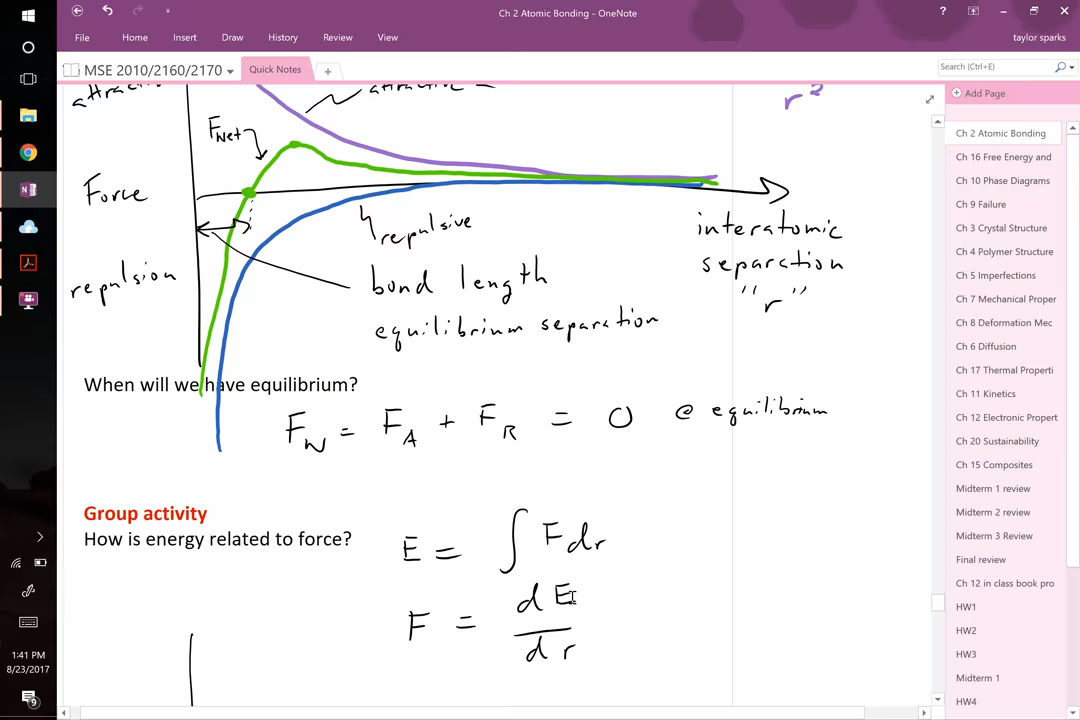 Ch 2 Atomic Bonding - OneNote
?
File Home Insert Draw History Review View
taylor sparks
MSE 2010/2160/2170
Quick Notes
+
Search (Ctrl+E)
Add Page
Ch 2 Atomic Bonding
Ch 16 Free Energy and
Ch 10 Phase Diagrams
Ch 9 Failure
Ch 3 Crystal Structure
Ch 4 Polymer Structure
Ch 5 Imperfections
Ch 7 Mechanical Proper
Ch 8 Deformation Mec
Ch 6 Diffusion
Ch 17 Thermal Properti
Ch 11 Kinetics
Ch 12 Electronic Propert
Ch 20 Sustainability
Ch 15 Composites
Midterm 1 review
Midterm 2 review
Midterm 3 Review
Final review
Ch 12 in class book pro
HW1
HW2
HW3
Midterm 1
HW4
attractive
r²
F_Net
Force
repulsive
repulsion
interatomic
separation
"r"
bond length
equilibrium separation
When will we have equilibrium?
F_N = F_A + F_R = 0 @ equilibrium
Group activity
How is energy related to force?
E = ∫ F dr
F = dE/dr
1:41 PM
8/23/2017
9